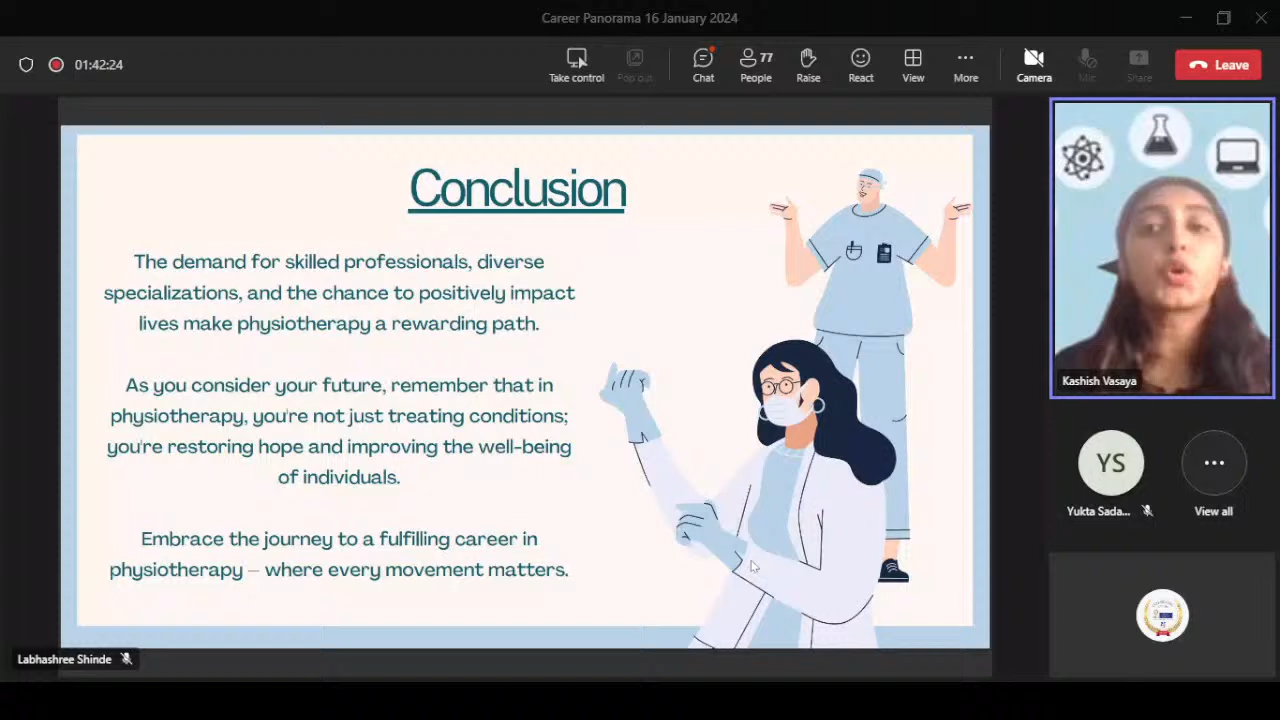 Career Panorama 16 January 2024
01:42:24
Take control
Pop out
Chat
77
People
Raise
React
View
More
Camera
Mic
Share
Leave
Conclusion
The demand for skilled professionals, diverse
specializations, and the chance to positively impact
lives make physiotherapy a rewarding path.
As you consider your future, remember that in
physiotherapy, you're not just treating conditions;
you're restoring hope and improving the well-being
of individuals.
Embrace the journey to a fulfilling career in
physiotherapy – where every movement matters.
Labhashree Shinde
Kashish Vasaya
YS
Yukta Sada...
View all